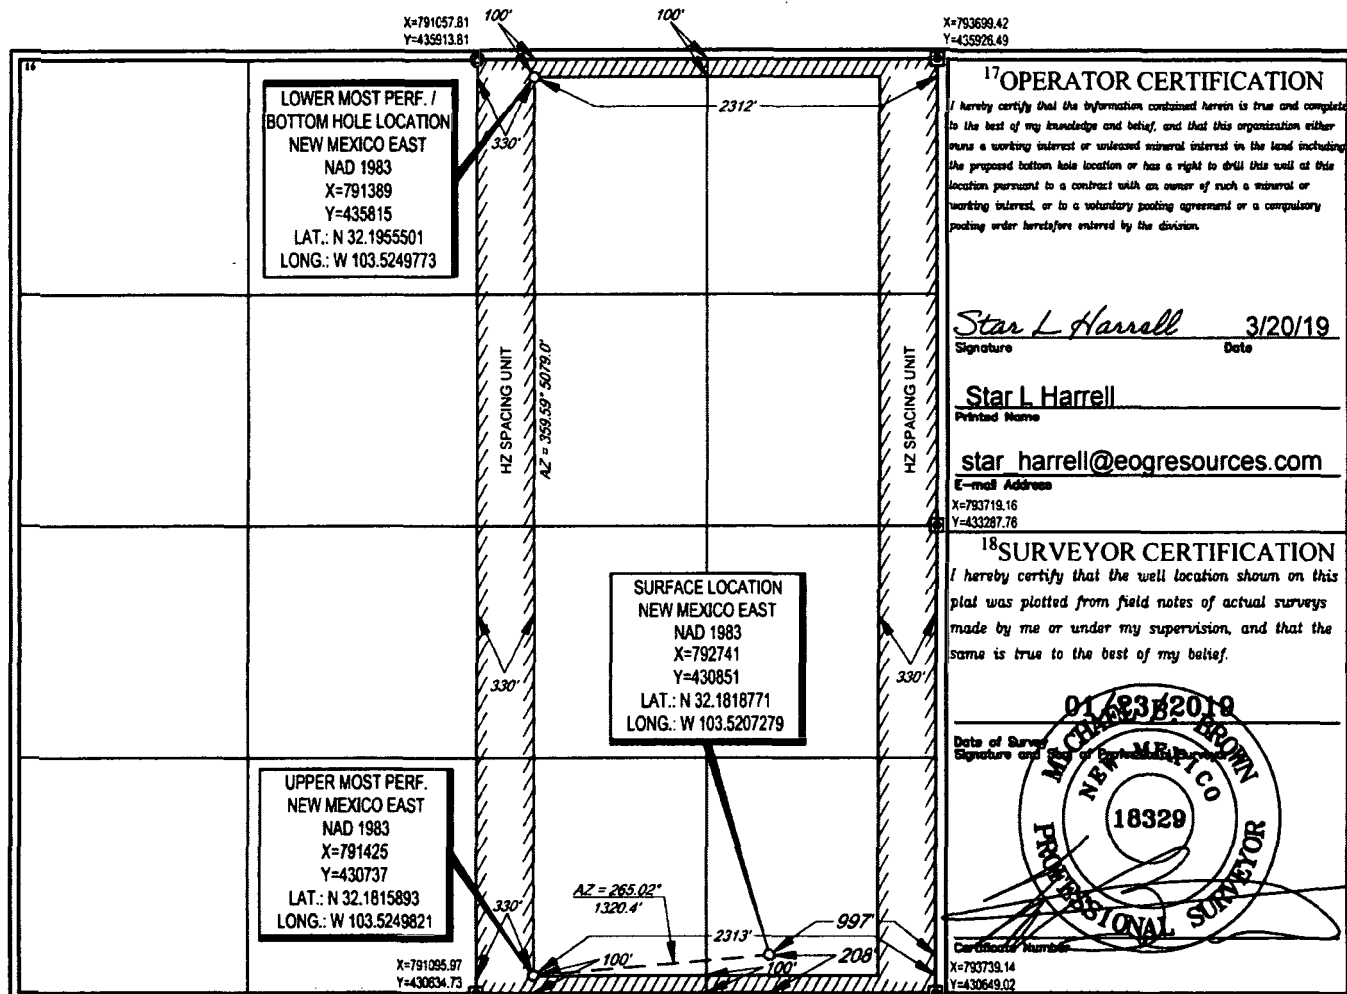 X=791057.81
Y=435913.81
100'
100'
X=793699.42
Y=435926.49
16
LOWER MOST PERF. /
BOTTOM HOLE LOCATION
NEW MEXICO EAST
NAD 1983
X=791389
Y=435815
LAT.: N 32.1955501
LONG.: W 103.5249773
330'
2312'
HZ SPACING UNIT
AZ = 359.59° 5079.0'
HZ SPACING UNIT
330'
330'
SURFACE LOCATION
NEW MEXICO EAST
NAD 1983
X=792741
Y=430851
LAT.: N 32.1818771
LONG.: W 103.5207279
UPPER MOST PERF.
NEW MEXICO EAST
NAD 1983
X=791425
Y=430737
LAT.: N 32.1815893
LONG.: W 103.5249821
330'
AZ = 265.02°
1320.4'
2313'
997'
208'
100'
100'
X=791095.97
Y=430634.73
17OPERATOR CERTIFICATION
I hereby certify that the information contained herein is true and complete
to the best of my knowledge and belief, and that this organization either
owns a working interest or unleased mineral interest in the land including
the proposed bottom hole location or has a right to drill this well at this
location pursuant to a contract with an owner of such a mineral or
working interest, or to a voluntary pooling agreement or a compulsory
pooling order heretofore entered by the division.
Star L Harrell 3/20/19
Signature Date
Star L Harrell
Printed Name
star_harrell@eogresources.com
E-mail Address
X=793719.16
Y=433287.76
18SURVEYOR CERTIFICATION
I hereby certify that the well location shown on this
plat was plotted from field notes of actual surveys
made by me or under my supervision, and that the
same is true to the best of my belief.
01/23/2019
Date of Survey
Signature and Seal of Professional Surveyor
MICHAEL B. BROWN
NEW MEXICO
18329
PROFESSIONAL SURVEYOR
Certificate Number
X=793739.14
Y=430649.02